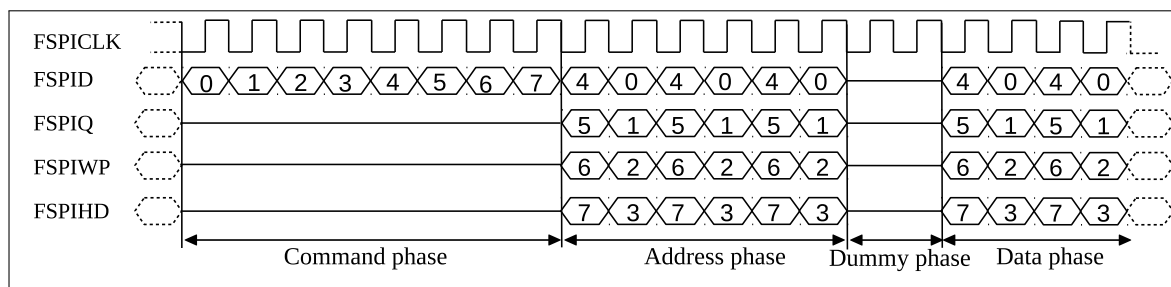 FSPICLK
FSPID 0 1 2 3 4 5 6 7 4 0 4 0 4 0 4 0 4 0
FSPIQ 5 1 5 1 5 1 5 1 5 1
FSPIWP 6 2 6 2 6 2 6 2 6 2
FSPIHD 7 3 7 3 7 3 7 3 7 3
Command phase Address phase Dummy phase Data phase